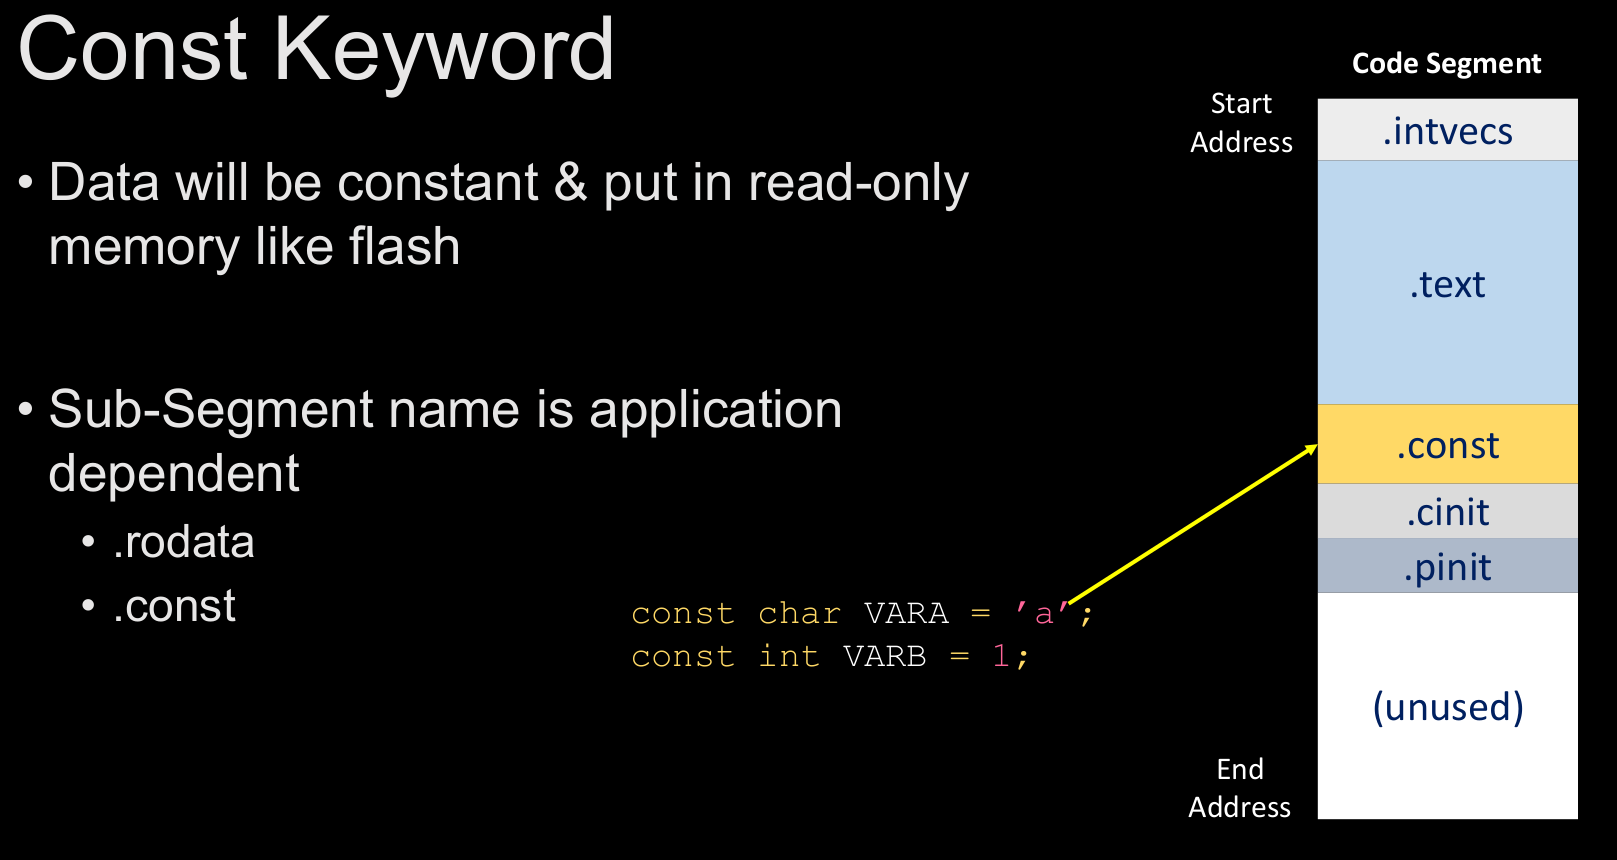 Const Keyword
• Data will be constant & put in read-only
memory like flash
• Sub-Segment name is application
dependent
• .rodata
• .const
const char VARA = ’a’;
const int VARB = 1;
Code Segment
Start
Address
.intvecs
.text
.const
.cinit
.pinit
(unused)
End
Address